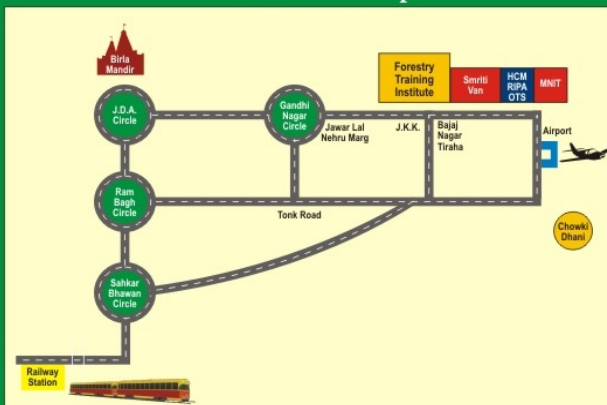 Birla
Mandir
J.D.A.
Circle
Gandhi
Nagar
Circle
Forestry
Training
Institute
Smriti
Van
HCM
RIPA
OTS
MNIT
Jawar Lal
Nehru Marg
J.K.K.
Bajaj
Nagar
Tiraha
Airport
Ram
Bagh
Circle
Tonk Road
Chowki
Dhani
Sahkar
Bhawan
Circle
Railway
Station